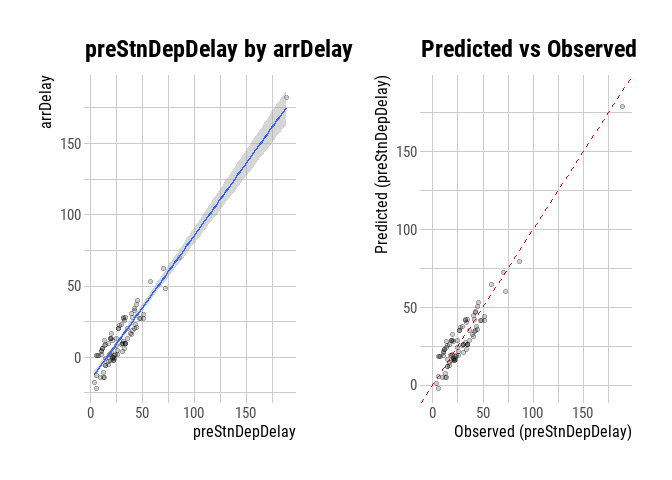 preStnDepDelay by arrDelay
arrDelay
150
100
50
0
0 50 100 150
preStnDepDelay
Predicted vs Observed
Predicted (preStnDepDelay)
150
100
50
0
0 50 100 150
Observed (preStnDepDelay)